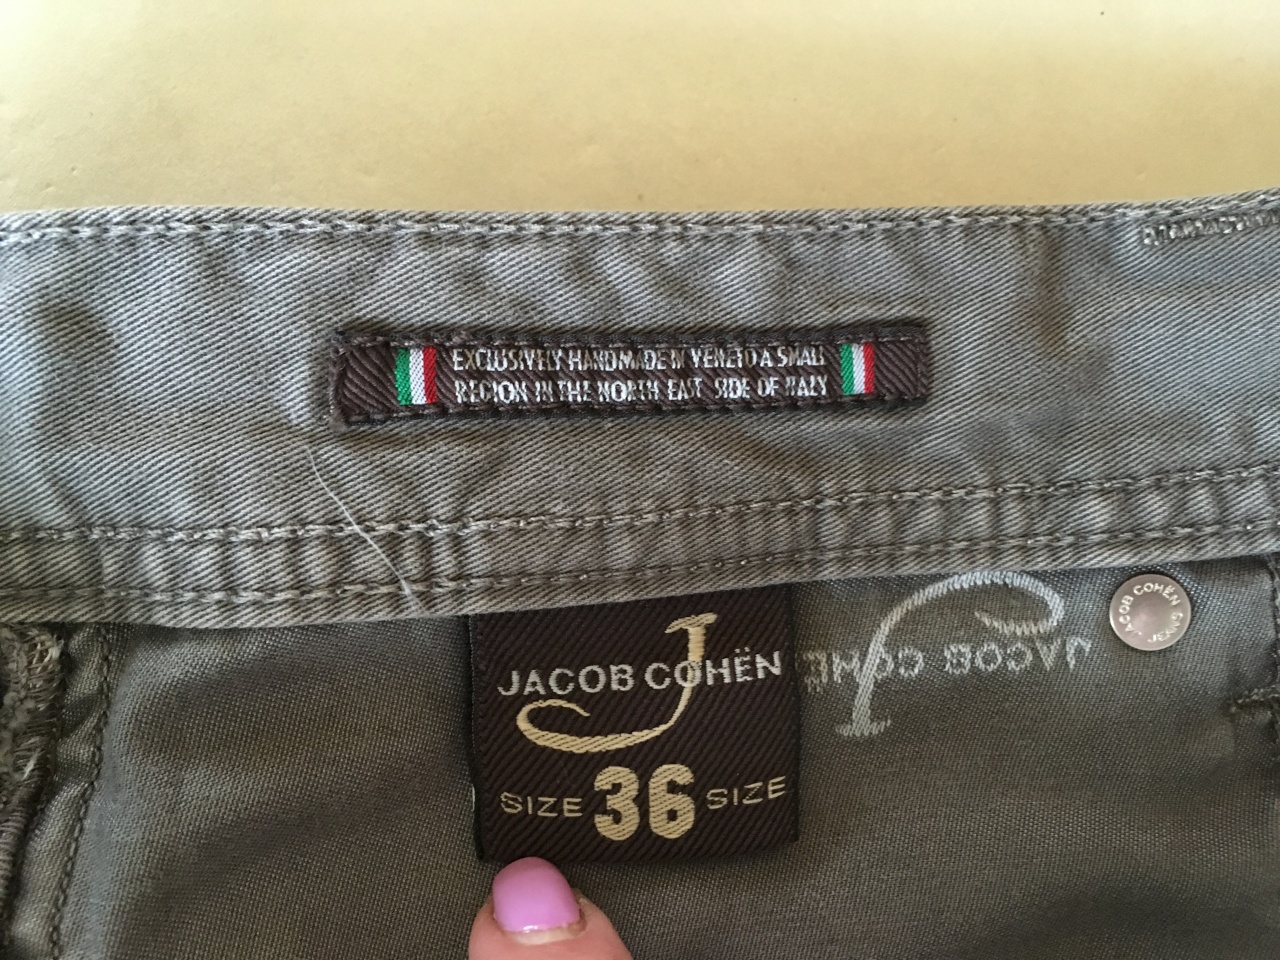 EXCLUSIVELY HANDMADE IN VENETO A SMALL
REGION IN THE NORTH EAST SIDE OF ITALY
J
JACOB COHËN
SIZE 36 SIZE
J
JACOB COHË
JACOB COHËN